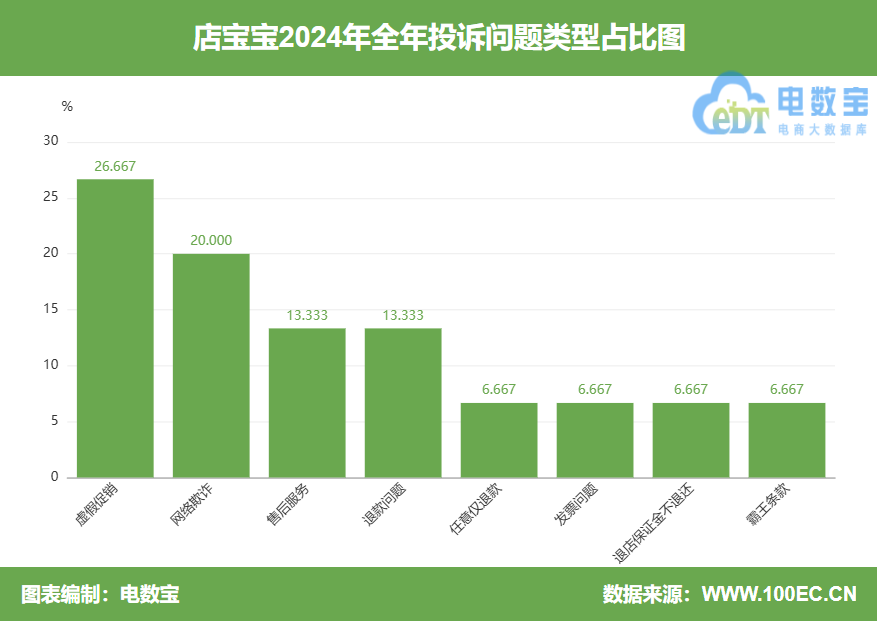 店宝宝2024年全年投诉问题类型占比图
电数宝
eDT
电商大数据库
%
30
25
20
15
10
5
0
26.667
20.000
13.333
13.333
6.667
6.667
6.667
6.667
虚假促销
网络欺诈
售后服务
退款问题
任意仅退款
发票问题
退店保证金不退还
霸王条款
图表编制：电数宝
数据来源：WWW.100EC.CN